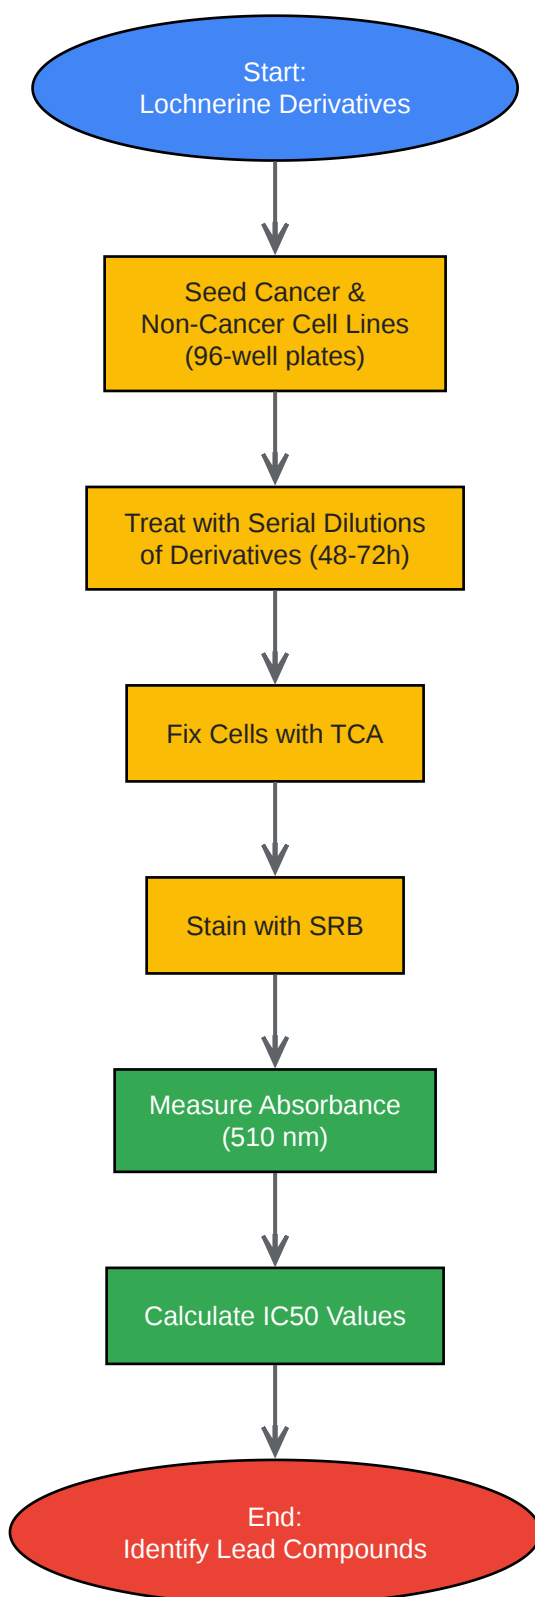 Start:
Lochnerine Derivatives
Seed Cancer &
Non-Cancer Cell Lines
(96-well plates)
Treat with Serial Dilutions
of Derivatives (48-72h)
Fix Cells with TCA
Stain with SRB
Measure Absorbance
(510 nm)
Calculate IC50 Values
End:
Identify Lead Compounds